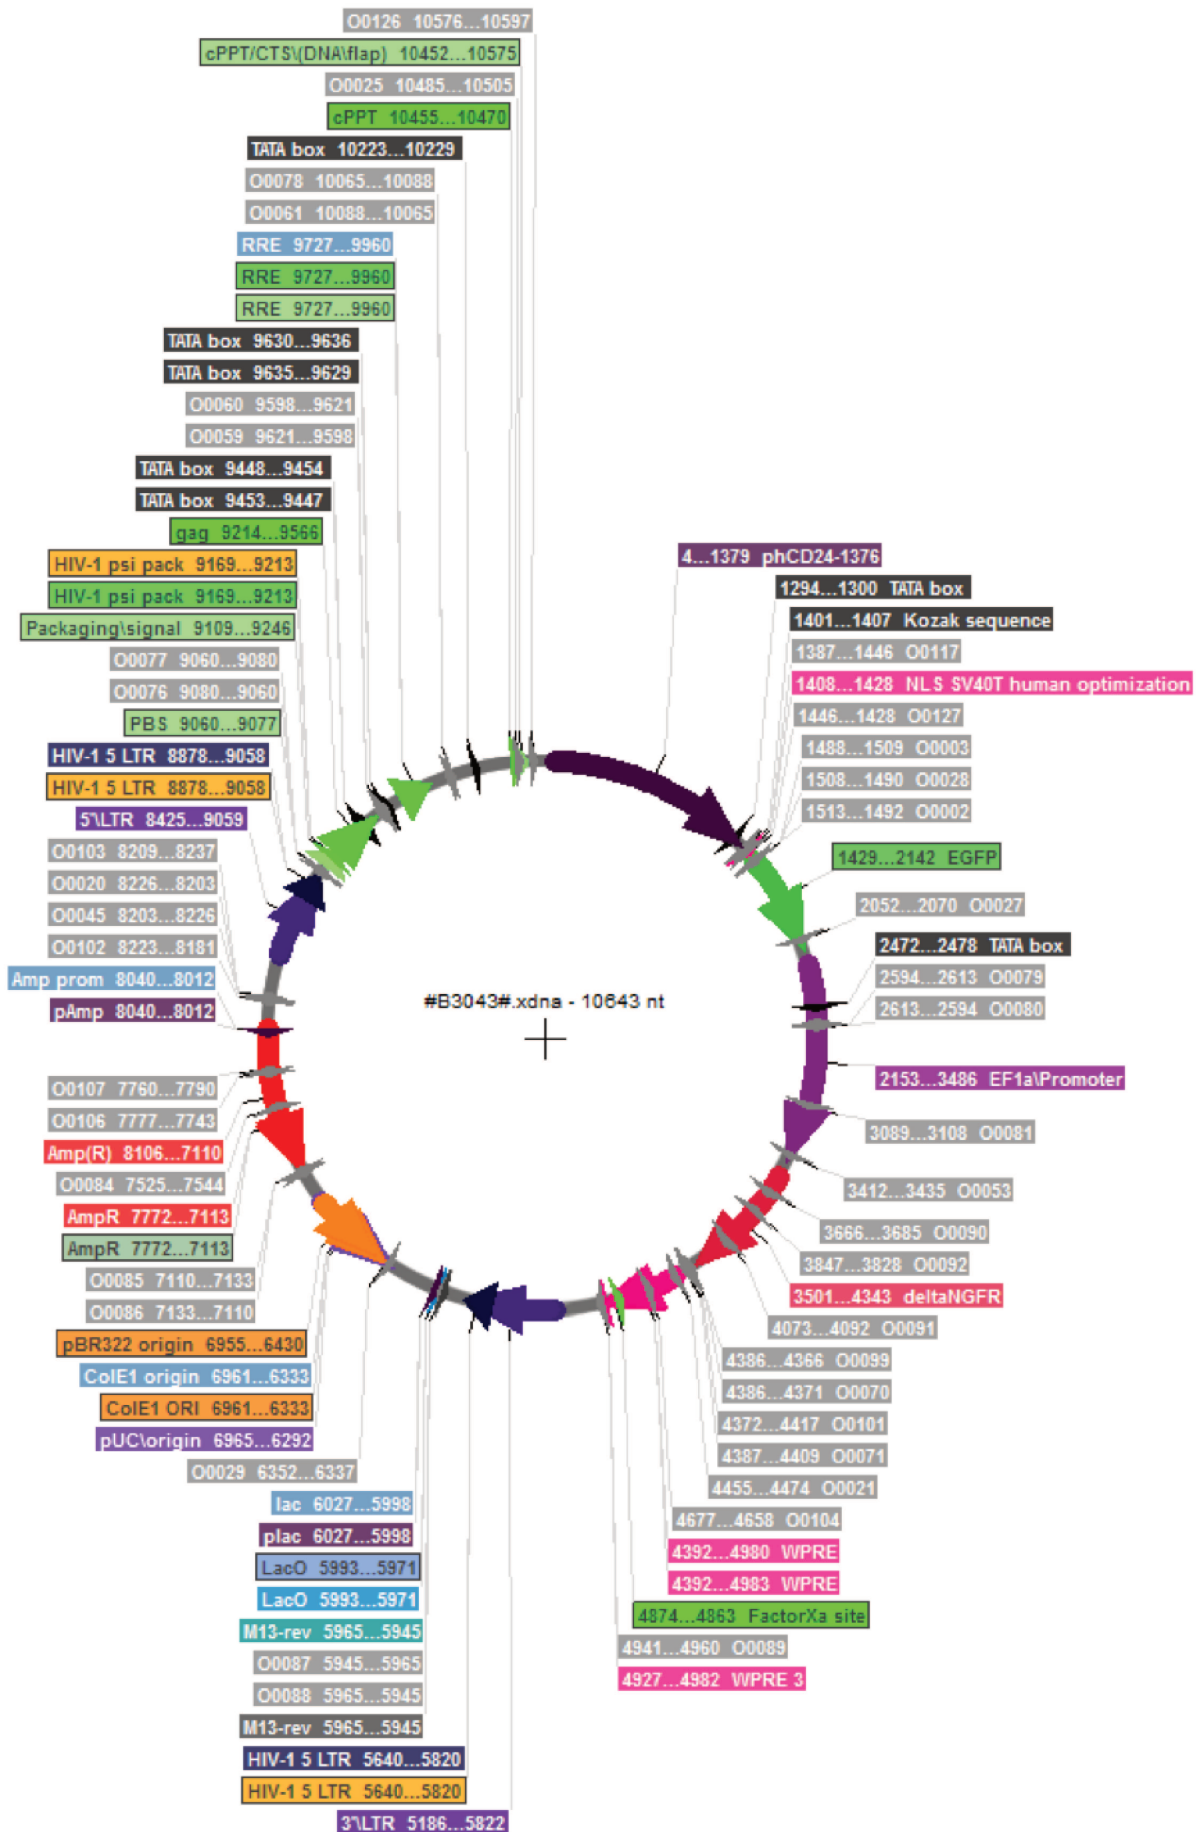 O0126 10576...10597
cPPT/CTS\(DNA\flap) 10452...10575
O0025 10485...10505
cPPT 10455...10470
TATA box 10223...10229
O0078 10065...10088
O0061 10088...10065
RRE 9727...9960
RRE 9727...9960
RRE 9727...9960
TATA box 9630...9636
TATA box 9635...9629
O0060 9598...9621
O0059 9621...9598
TATA box 9448...9454
TATA box 9453...9447
gag 9214...9566
HIV-1 psi pack 9169...9213
HIV-1 psi pack 9169...9213
Packaging\signal 9109...9246
O0077 9060...9080
O0076 9080...9060
PBS 9060...9077
HIV-1 5 LTR 8878...9058
HIV-1 5 LTR 8878...9058
5'\LTR 8425...9059
O0103 8209...8237
O0020 8226...8203
O0045 8203...8226
O0102 8223...8181
Amp prom 8040...8012
pAmp 8040...8012
O0107 7760...7790
O0106 7777...7743
Amp(R) 8106...7110
O0084 7525...7544
AmpR 7772...7113
AmpR 7772...7113
O0085 7110...7133
O0086 7133...7110
pBR322 origin 6955...6430
ColE1 origin 6961...6333
ColE1 ORI 6961...6333
pUC\origin 6965...6292
O0029 6352...6337
lac 6027...5998
plac 6027...5998
LacO 5993...5971
LacO 5993...5971
M13-rev 5965...5945
O0087 5945...5965
O0088 5965...5945
M13-rev 5965...5945
HIV-1 5 LTR 5640...5820
HIV-1 5 LTR 5640...5820
3'\LTR 5186...5822
#B3043#.xdna - 10643 nt
4...1379 phCD24-1376
1294...1300 TATA box
1401...1407 Kozak sequence
1387...1446 O0117
1408...1428 NLS SV40T human optimization
1446...1428 O0127
1488...1509 O0003
1508...1490 O0028
1513...1492 O0002
1429...2142 EGFP
2052...2070 O0027
2472...2478 TATA box
2594...2613 O0079
2613...2594 O0080
2153...3486 EF1a\Promoter
3089...3108 O0081
3412...3435 O0053
3666...3685 O0090
3847...3828 O0092
3501...4343 deltaNGFR
4073...4092 O0091
4386...4366 O0099
4386...4371 O0070
4372...4417 O0101
4387...4409 O0071
4455...4474 O0021
4677...4658 O0104
4392...4980 WPRE
4392...4983 WPRE
4874...4863 FactorXa site
4941...4960 O0089
4927...4982 WPRE 3